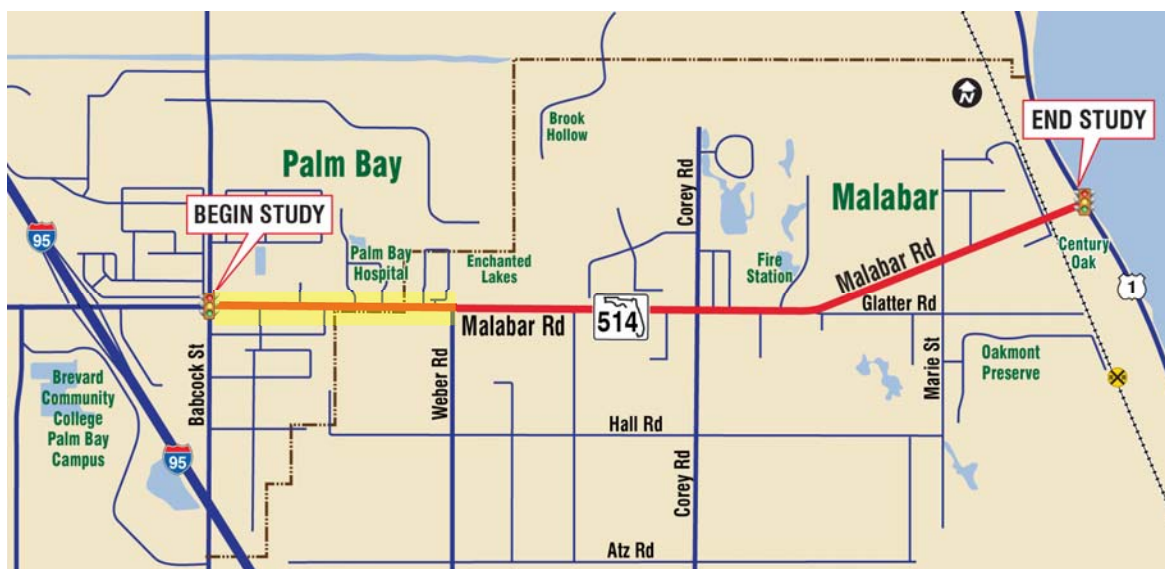 Brook
Hollow
N
END STUDY
Palm Bay
Corey Rd
Malabar
BEGIN STUDY
95
Palm Bay
Hospital
Enchanted
Lakes
Fire
Station
Malabar Rd
Century
Oak
1
Glatter Rd
514
Malabar Rd
Babcock St
Weber Rd
Marie St
Oakmont
Preserve
Brevard
Community
College
Palm Bay
Campus
Hall Rd
95
Corey Rd
Atz Rd